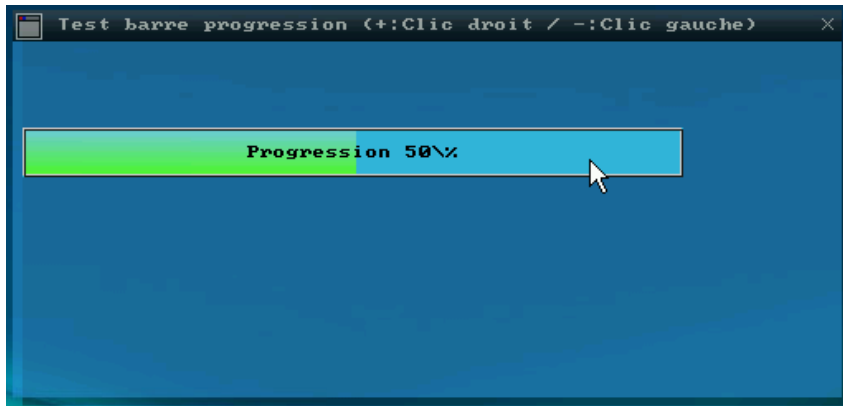 Test barre progression (+:Clic droit / -:Clic gauche)
Progression 50\%